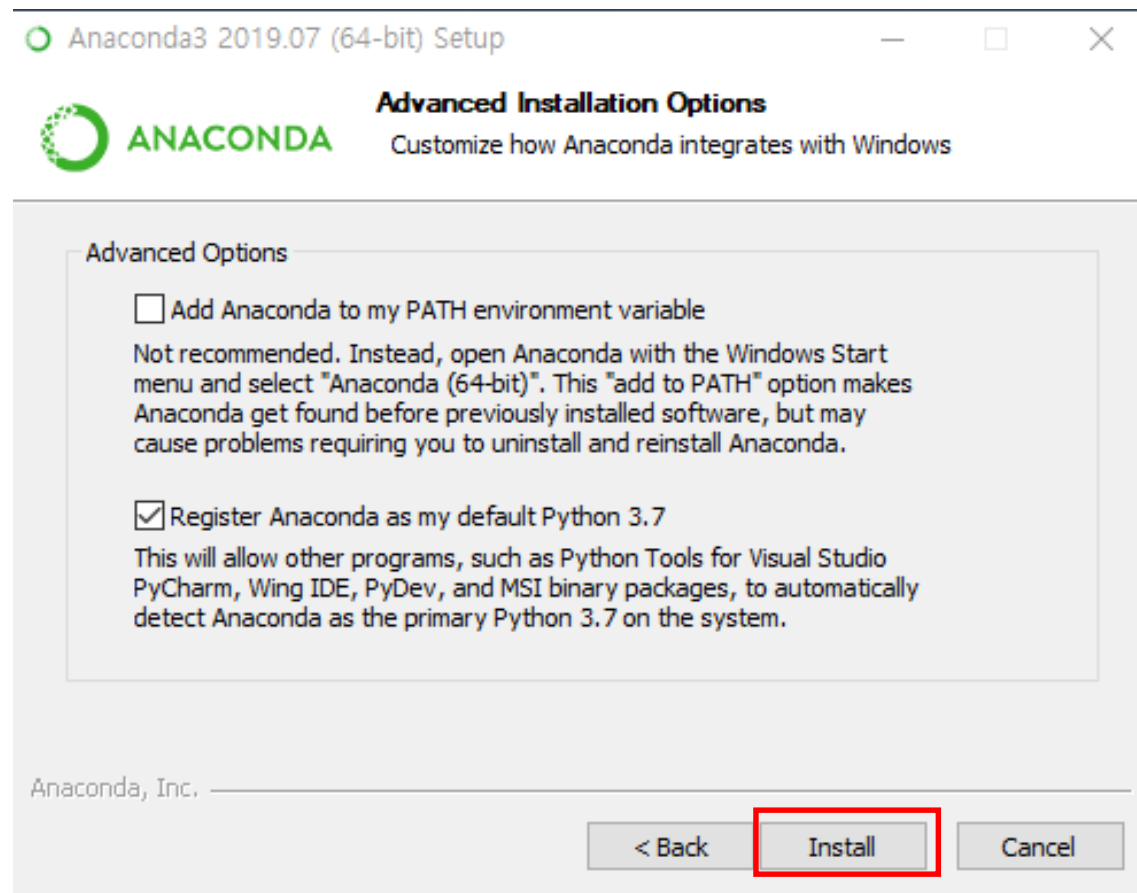 Anaconda3 2019.07 (64-bit) Setup
ANACONDA
Advanced Installation Options
Customize how Anaconda integrates with Windows
Advanced Options
Add Anaconda to my PATH environment variable
Not recommended. Instead, open Anaconda with the Windows Start
menu and select "Anaconda (64-bit)". This "add to PATH" option makes
Anaconda get found before previously installed software, but may
cause problems requiring you to uninstall and reinstall Anaconda.
Register Anaconda as my default Python 3.7
This will allow other programs, such as Python Tools for Visual Studio
PyCharm, Wing IDE, PyDev, and MSI binary packages, to automatically
detect Anaconda as the primary Python 3.7 on the system.
Anaconda, Inc.
< Back
Install
Cancel